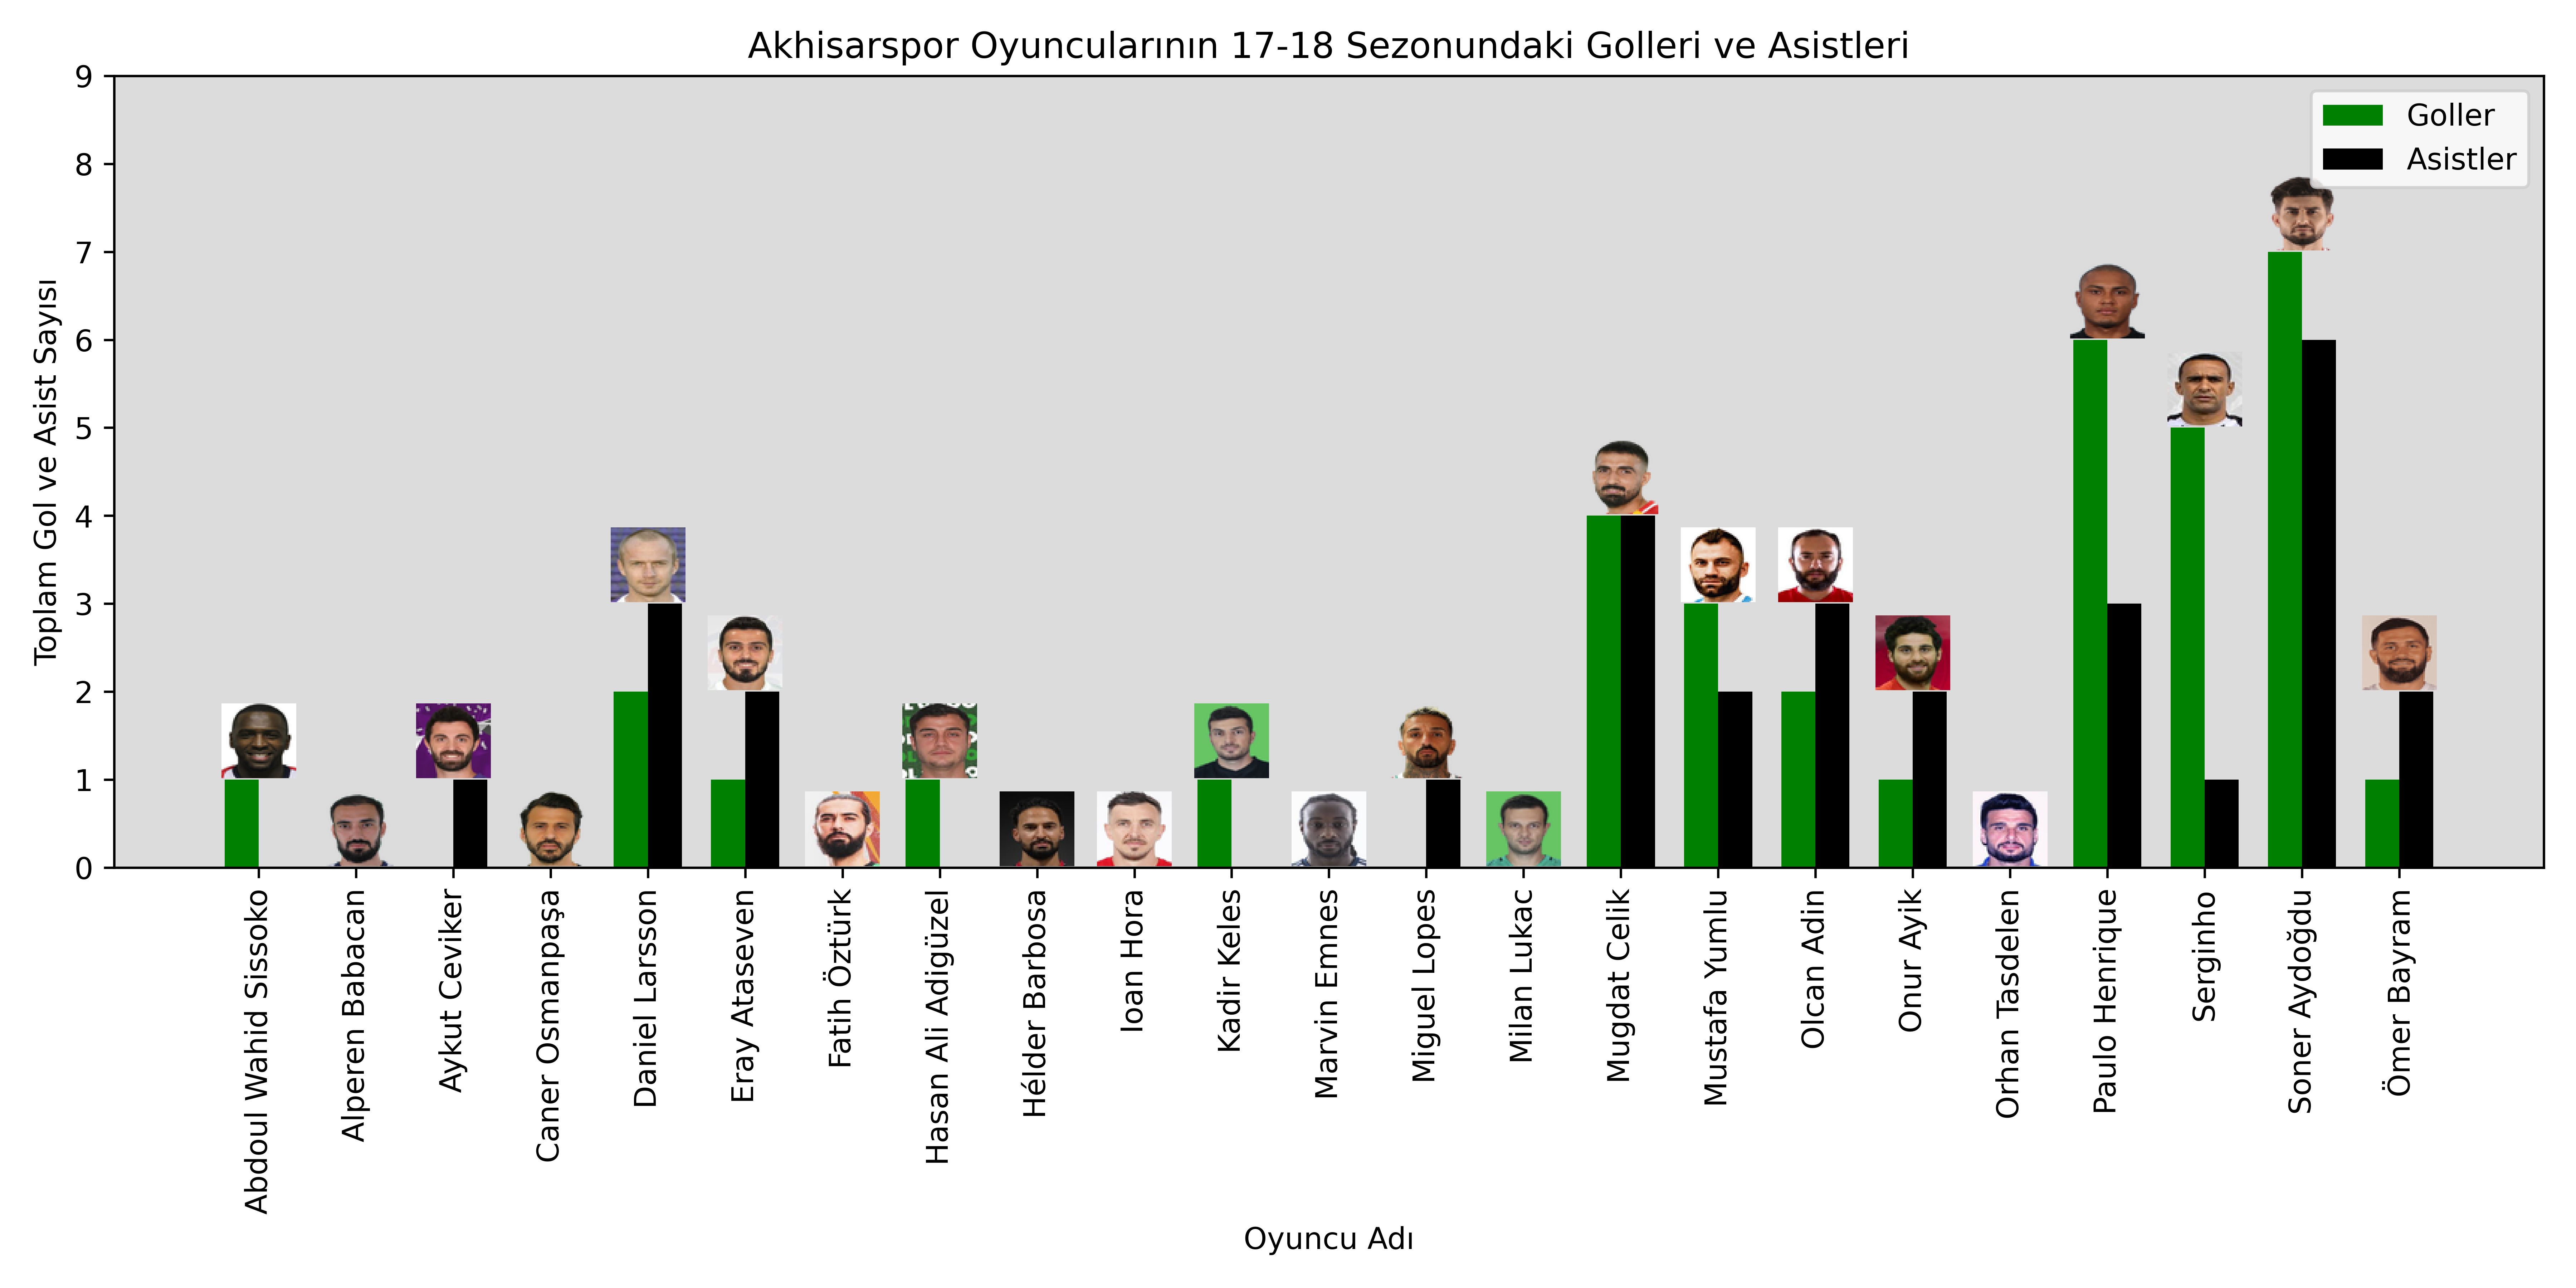 Akhisarspor Oyuncularının 17-18 Sezonundaki Golleri ve Asistleri
Goller
Asistler
Toplam Gol ve Asist Sayısı
9
8
7
6
5
4
3
2
1
0
Abdoul Wahid Sissoko
Alperen Babacan
Aykut Ceviker
Caner Osmanpaşa
Daniel Larsson
Eray Ataseven
Fatih Öztürk
Hasan Ali Adigüzel
Hélder Barbosa
Ioan Hora
Kadir Keles
Marvin Emnes
Miguel Lopes
Milan Lukac
Mugdat Celik
Mustafa Yumlu
Olcan Adin
Onur Ayik
Orhan Tasdelen
Paulo Henrique
Serginho
Soner Aydoğdu
Ömer Bayram
Oyuncu Adı